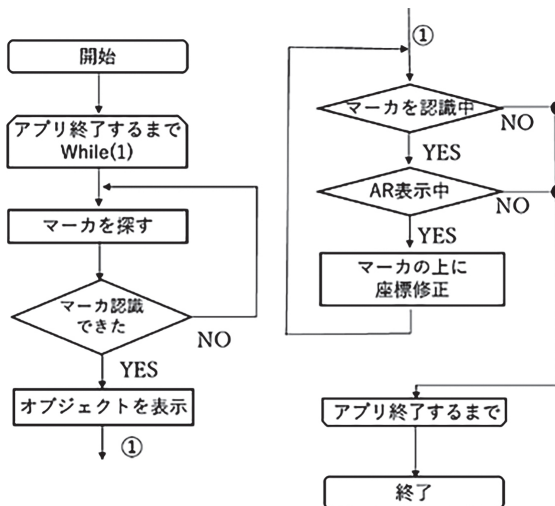 開始
アプリ終了するまで
While(1)
マーカを探す
マーカ認識
できた
NO
YES
オブジェクトを表示
①
①
マーカを認識中
NO
YES
AR表示中
NO
YES
マーカの上に
座標修正
アプリ終了するまで
終了